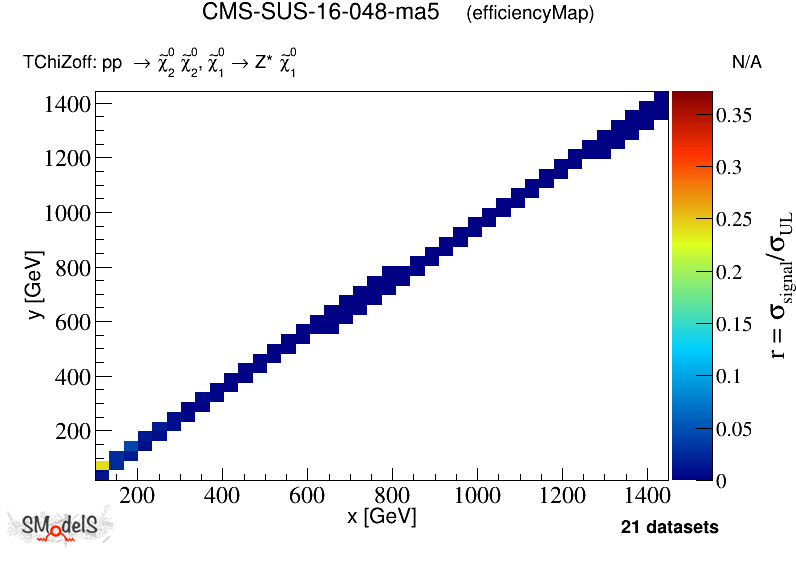 CMS-SUS-16-048-ma5 (efficiencyMap)
TChiZoff: pp → χ̃⁰₂ χ̃⁰₂, χ̃⁰₁ → Z* χ̃⁰₁ N/A
1400
1200
1000
800
600
400
200
y [GeV]
200 400 600 800 1000 1200 1400
x [GeV]
0.35
0.3
0.25
0.2
0.15
0.1
0.05
0
r = σsignal/σUL
SModelS
21 datasets